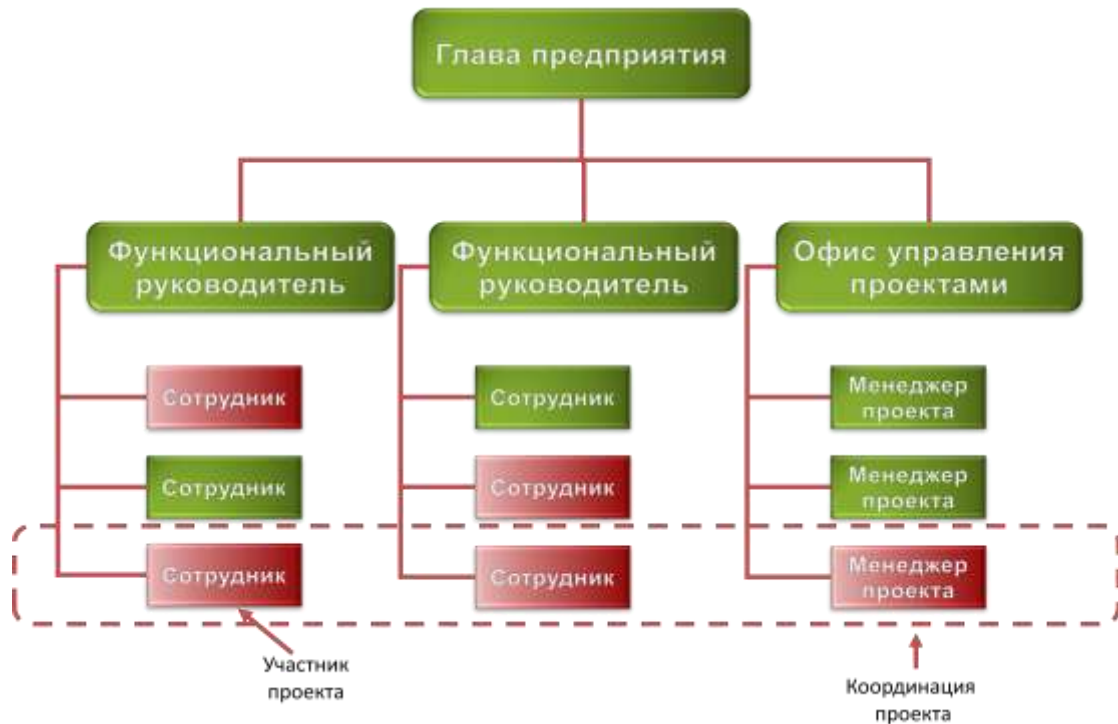 Глава предприятия
Функциональный
руководитель
Функциональный
руководитель
Офис управления
проектами
Сотрудник
Сотрудник
Менеджер
проекта
Сотрудник
Сотрудник
Менеджер
проекта
Сотрудник
Сотрудник
Менеджер
проекта
Участник
проекта
Координация
проекта